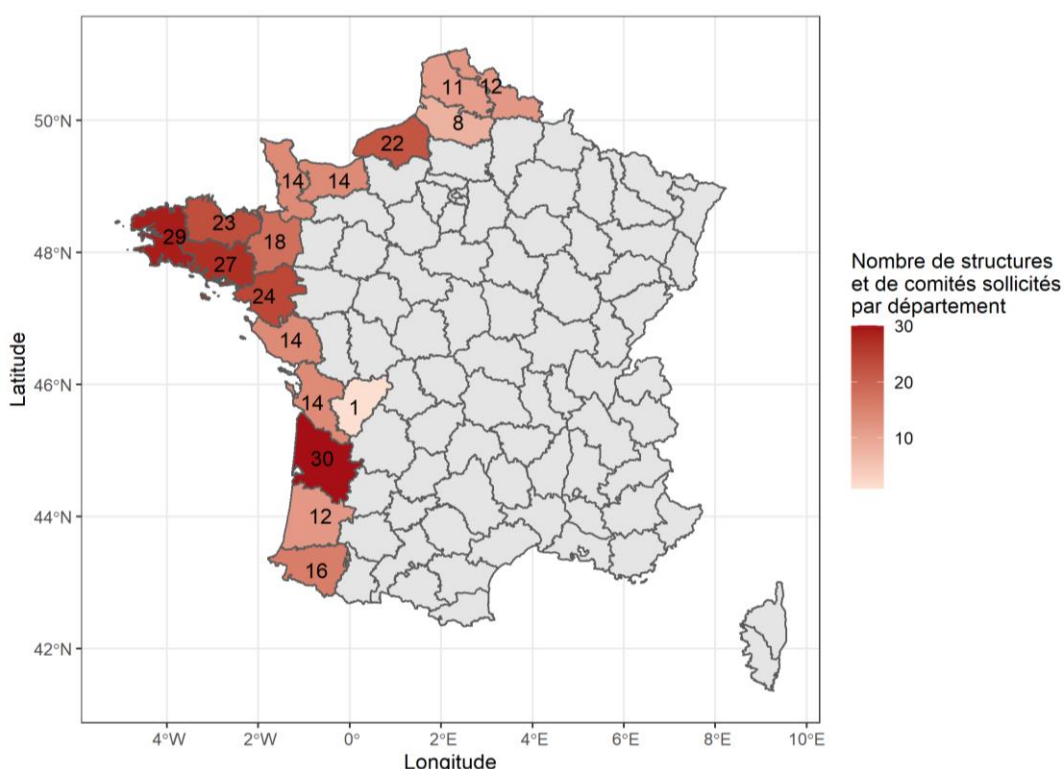 11
12
50°N
8
22
14
14
23
29
18
48°N
27
24
Nombre de structures
et de comités sollicités
par département
14
30
Latitude
46°N
20
14
1
10
30
44°N
12
16
42°N
4°W
2°W
0°
2°E
4°E
6°E
8°E
10°E
Longitude